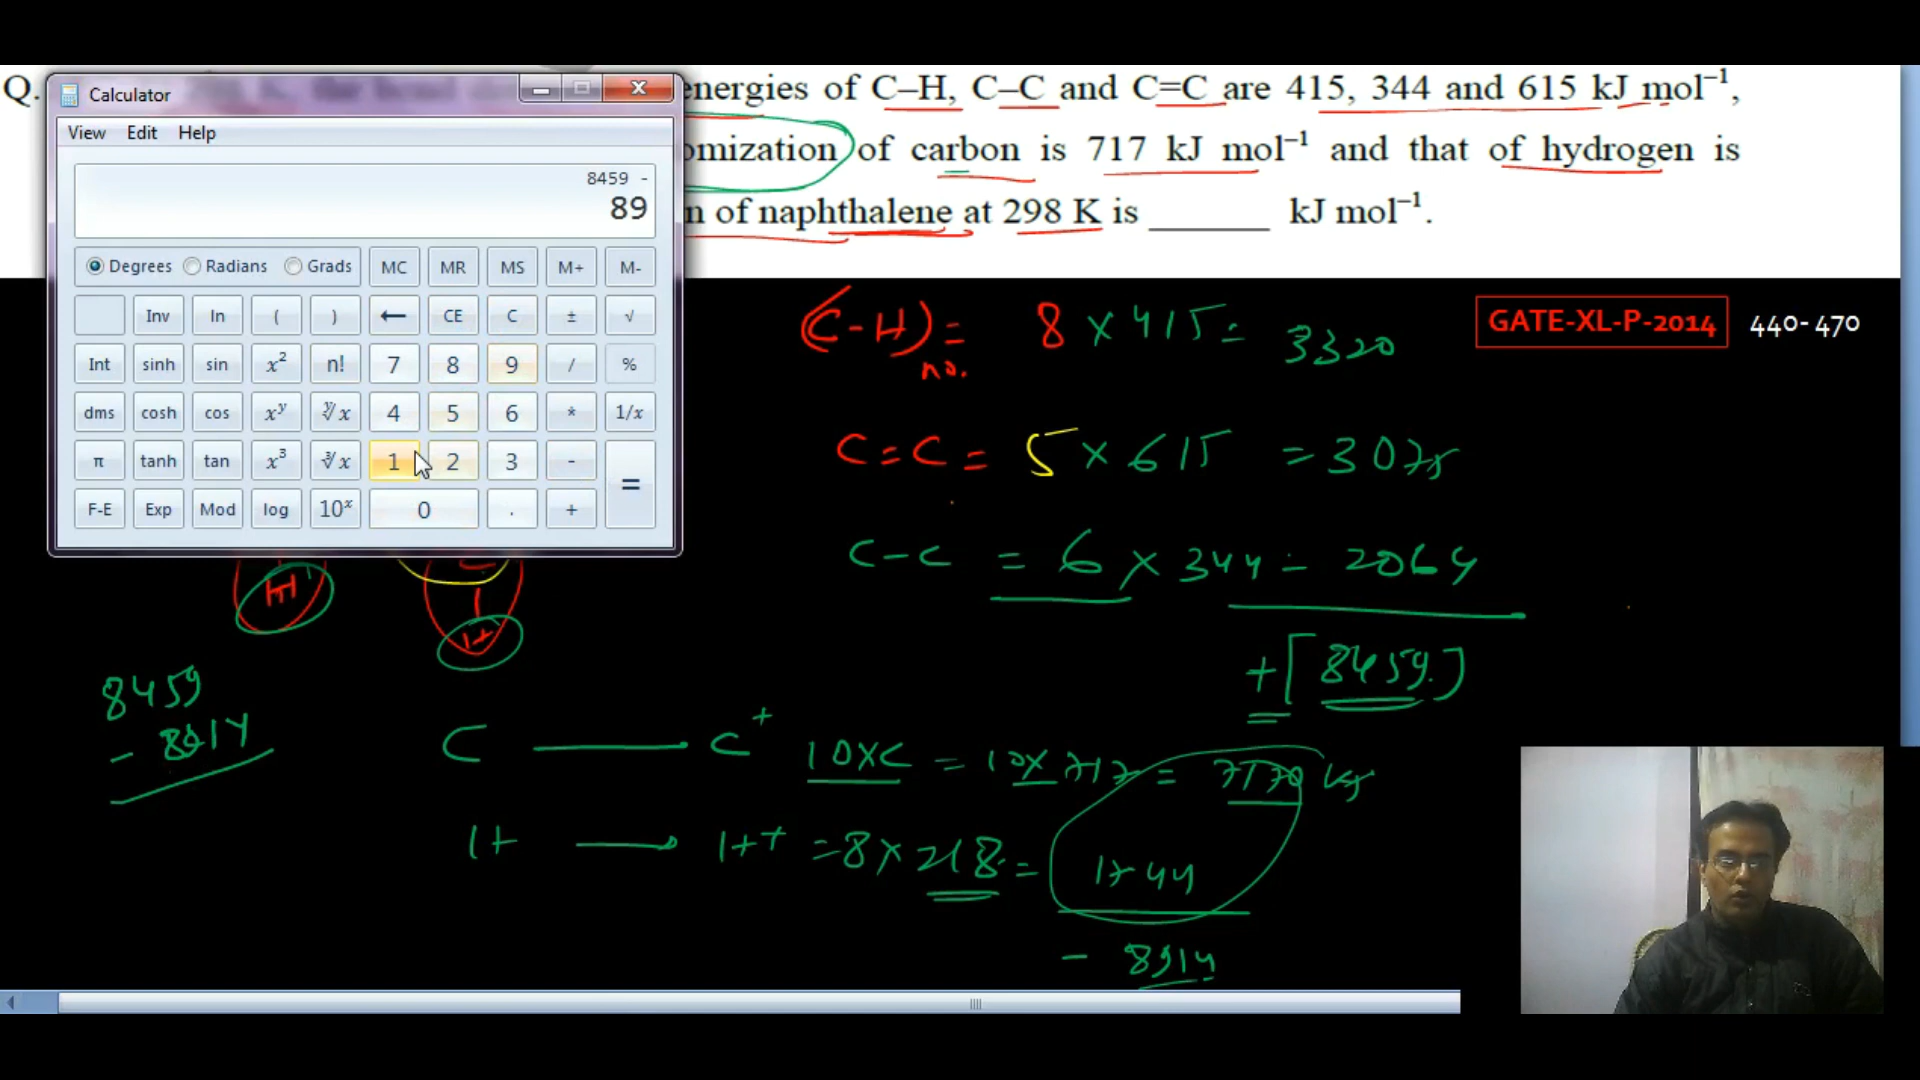 Q.
energies of C–H, C–C and C=C are 415, 344 and 615 kJ mol⁻¹,
omization of carbon is 717 kJ mol⁻¹ and that of hydrogen is
n of naphthalene at 298 K is ______ kJ mol⁻¹.
Calculator
View Edit Help
8459 -
89
Degrees Radians Grads MC MR MS M+ M-
Inv ln ( ) ← CE C ± √
Int sinh sin x² n! 7 8 9 / %
dms cosh cos xʸ ʸ√x 4 5 6 * 1/x
π tanh tan x³ ³√x 1 2 3 - =
F-E Exp Mod log 10ˣ 0 . +
GATE-XL-P-2014 440-470
(C-H) = 8 × 415 = 3320
no.
C=C = 5 × 615 = 3075
C-C = 6 × 344 = 2064
+[8459]
H
H
8459
- 8914
C — C⁺ 10×C = 10×717 = 7170 kJ
H → H⁺ = 8 × 218 = 1744
- 8914